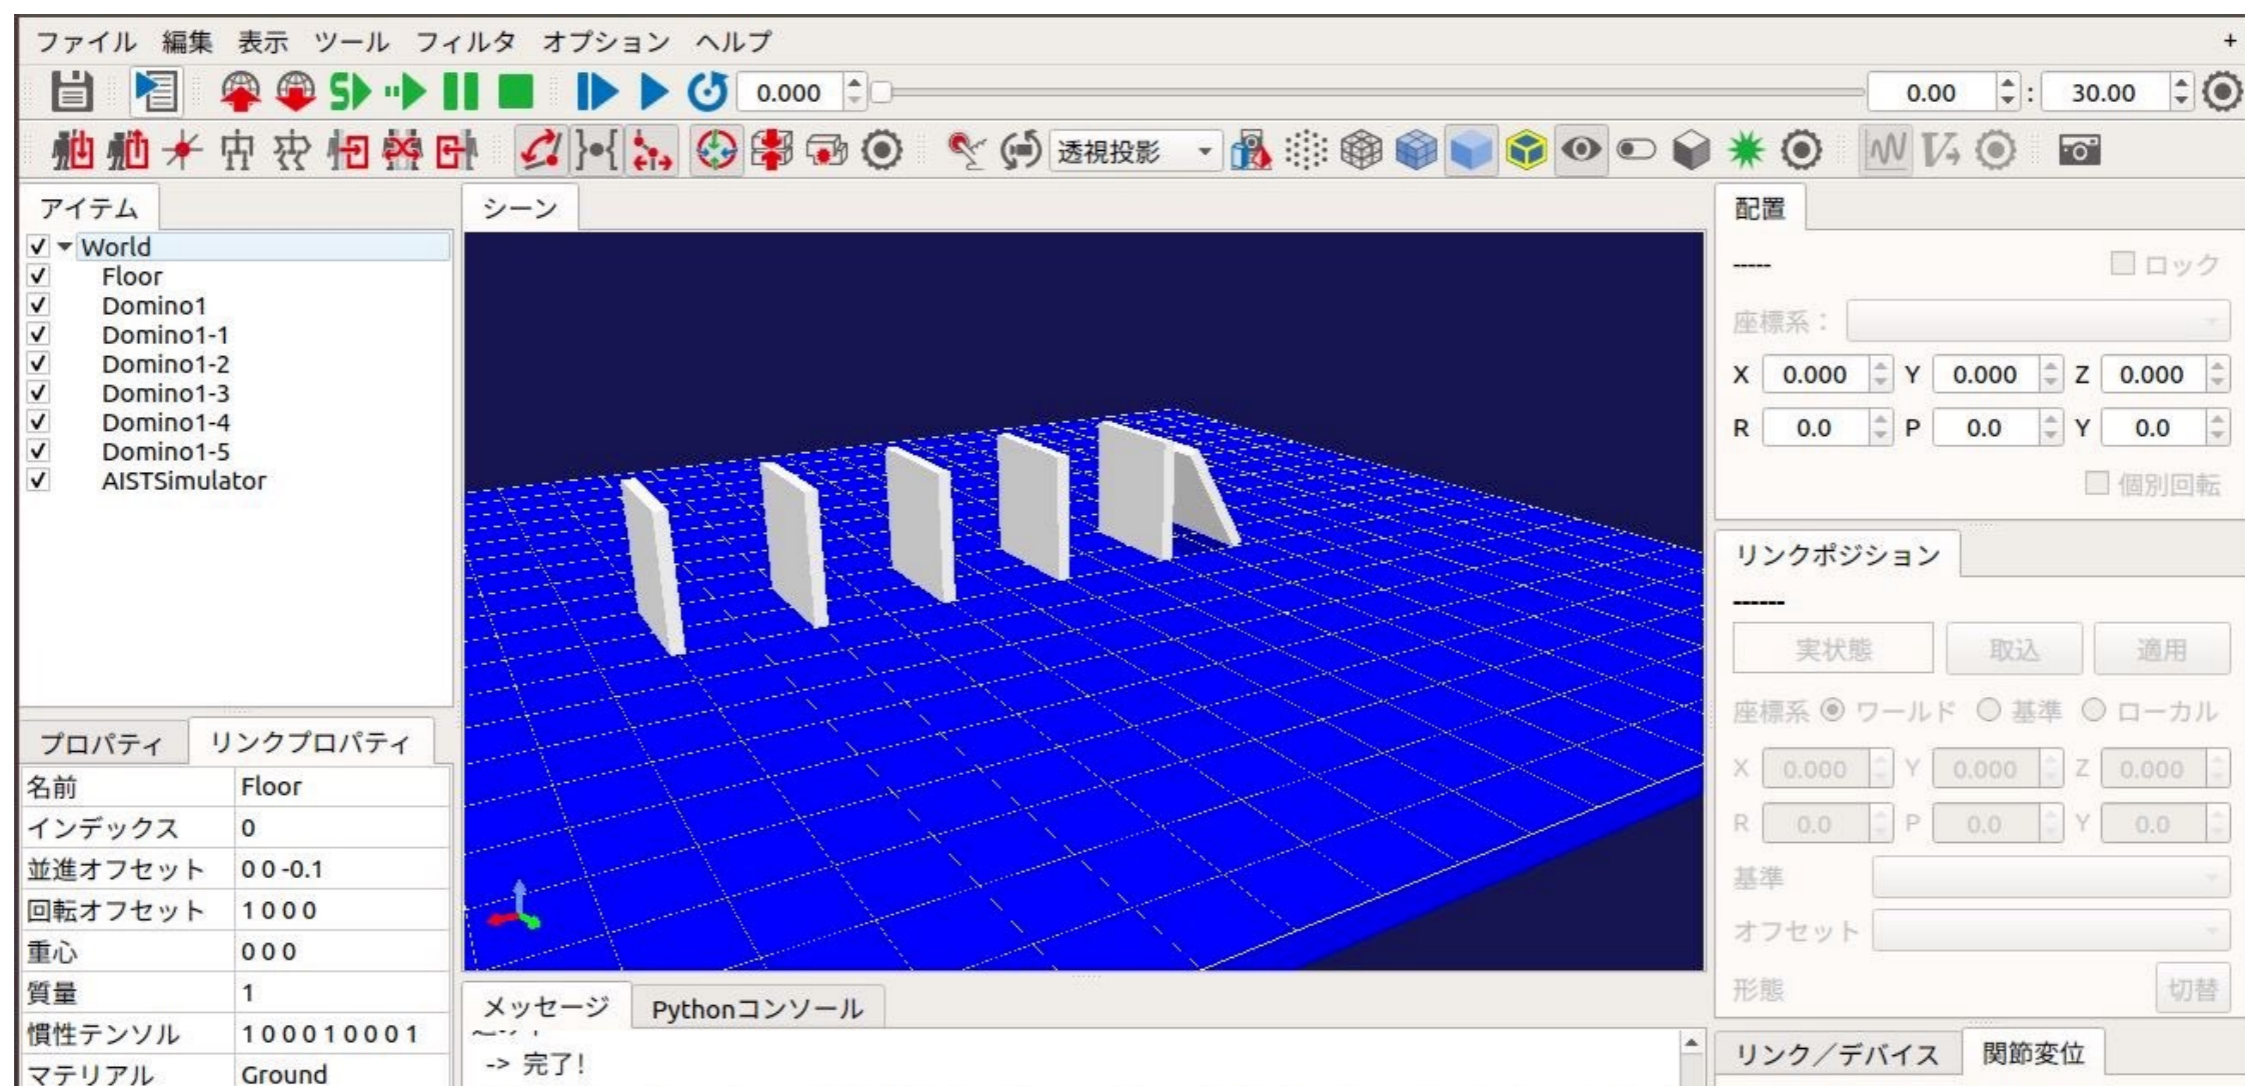 ファイル 編集 表示 ツール フィルタ オプション ヘルプ +
0.000 0.00 : 30.00
透視投影
アイテム
World
Floor
Domino1
Domino1-1
Domino1-2
Domino1-3
Domino1-4
Domino1-5
AISTSimulator
プロパティ リンクプロパティ
名前 Floor
インデックス 0
並進オフセット 0 0 -0.1
回転オフセット 1 0 0 0
重心 0 0 0
質量 1
慣性テンソル 1 0 0 0 1 0 0 0 1
マテリアル Ground
シーン
メッセージ Pythonコンソール
-> 完了!
配置
-----
ロック
座標系:
X 0.000 Y 0.000 Z 0.000
R 0.0 P 0.0 Y 0.0
個別回転
リンクポジション
------
実状態 取込 適用
座標系 ワールド 基準 ローカル
X 0.000 Y 0.000 Z 0.000
R 0.0 P 0.0 Y 0.0
基準
オフセット
形態 切替
リンク/デバイス 関節変位